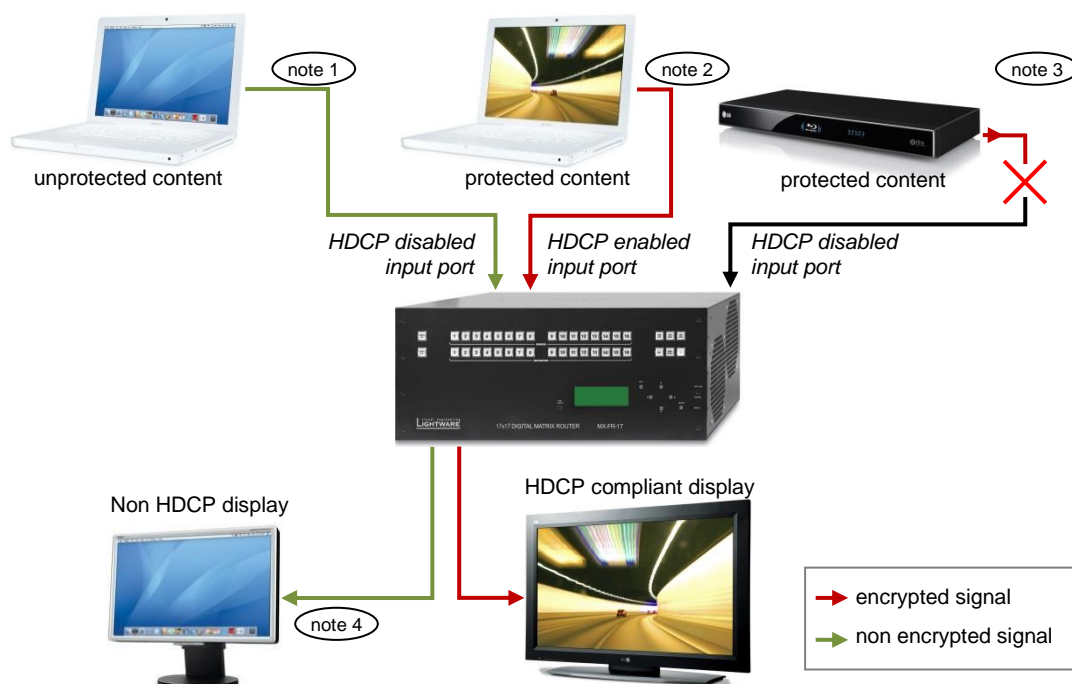 note 1
note 2
note 3
unprotected content
protected content
protected content
HDCP disabled
input port
HDCP enabled
input port
HDCP disabled
input port
LIGHTWARE
17x17 DIGITAL MATRIX ROUTER MX-FR-17
Non HDCP display
HDCP compliant display
note 4
encrypted signal
non encrypted signal